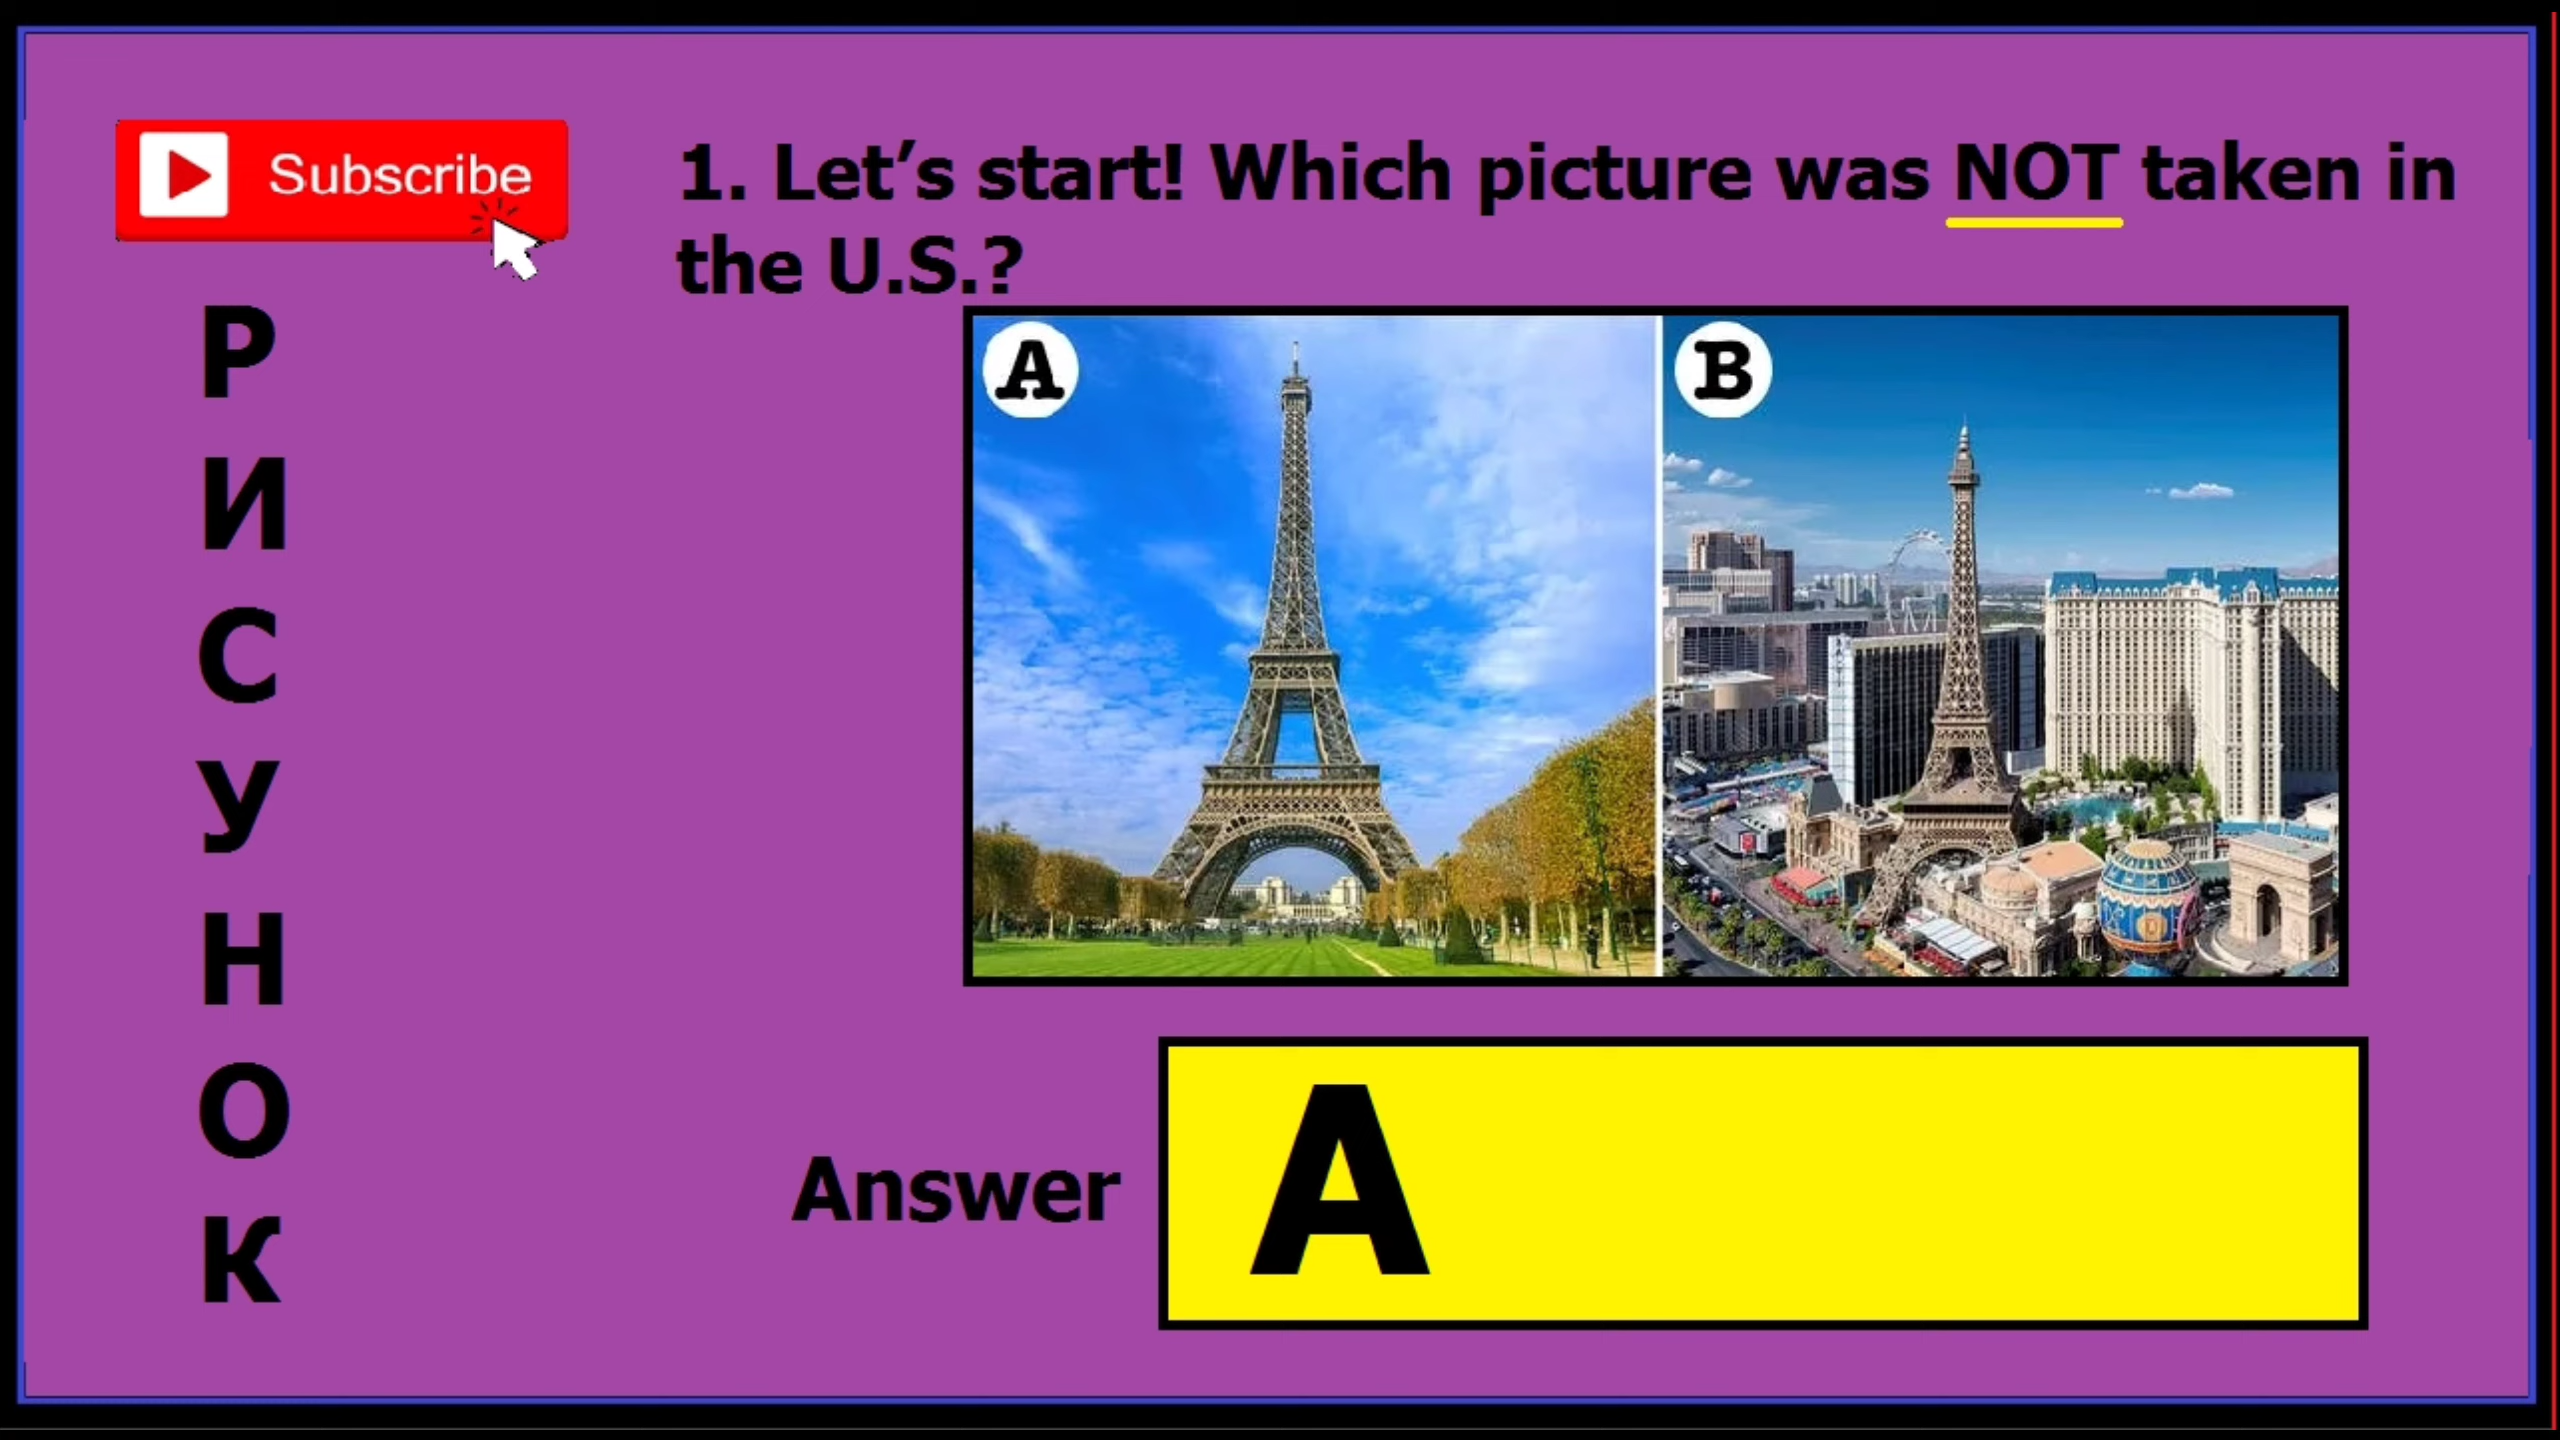 Subscribe
1. Let’s start! Which picture was NOT taken in
the U.S.?
Р
И
С
У
Н
О
К
A
B
Answer
A